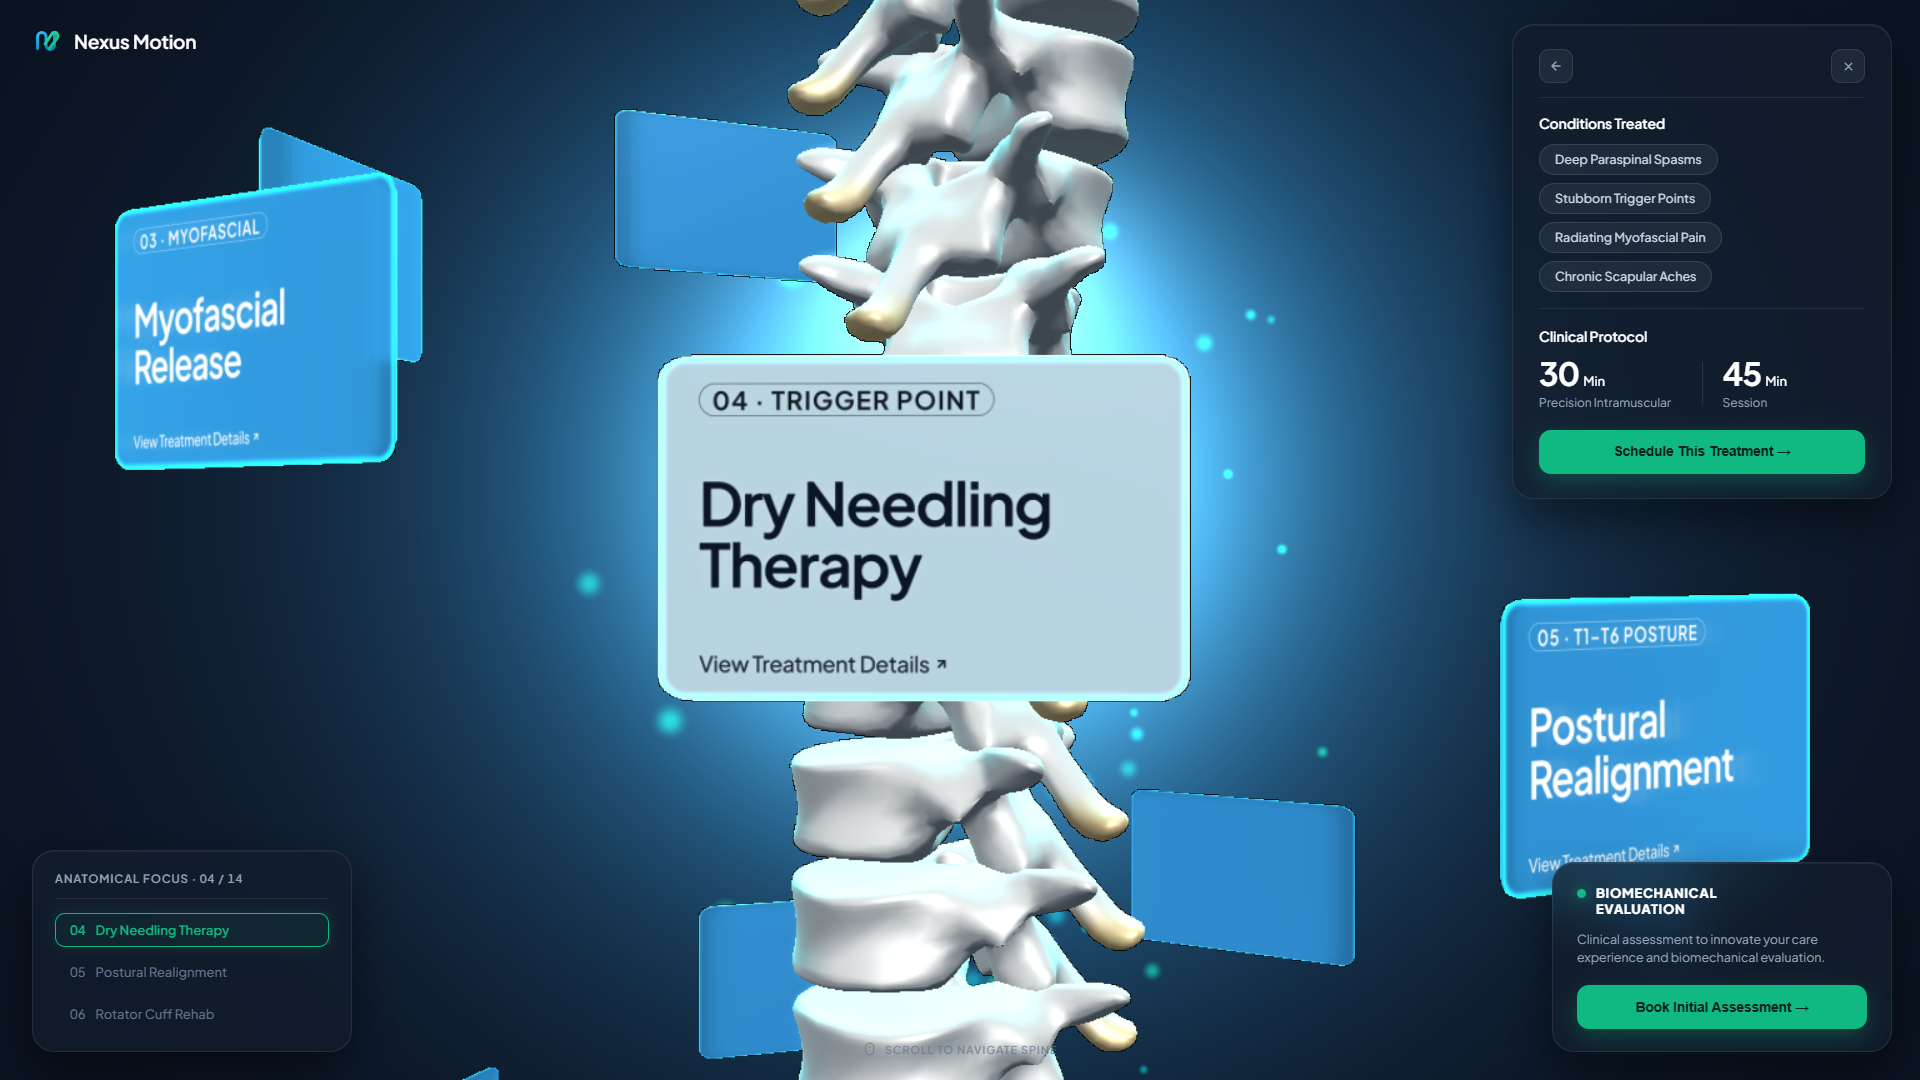 Nexus Motion
03 · MYOFASCIAL
Myofascial
Release
View Treatment Details ↗
04 · TRIGGER POINT
Dry Needling
Therapy
View Treatment Details ↗
Conditions Treated
Deep Paraspinal Spasms
Stubborn Trigger Points
Radiating Myofascial Pain
Chronic Scapular Aches
Clinical Protocol
30 Min
Precision Intramuscular
45 Min
Session
Schedule This Treatment →
05 · T1–T6 POSTURE
Postural
Realignment
View Treatment Details ↗
ANATOMICAL FOCUS · 04 / 14
04 Dry Needling Therapy
05 Postural Realignment
06 Rotator Cuff Rehab
BIOMECHANICAL
EVALUATION
Clinical assessment to innovate your care
experience and biomechanical evaluation.
Book Initial Assessment →
SCROLL TO NAVIGATE SPINE